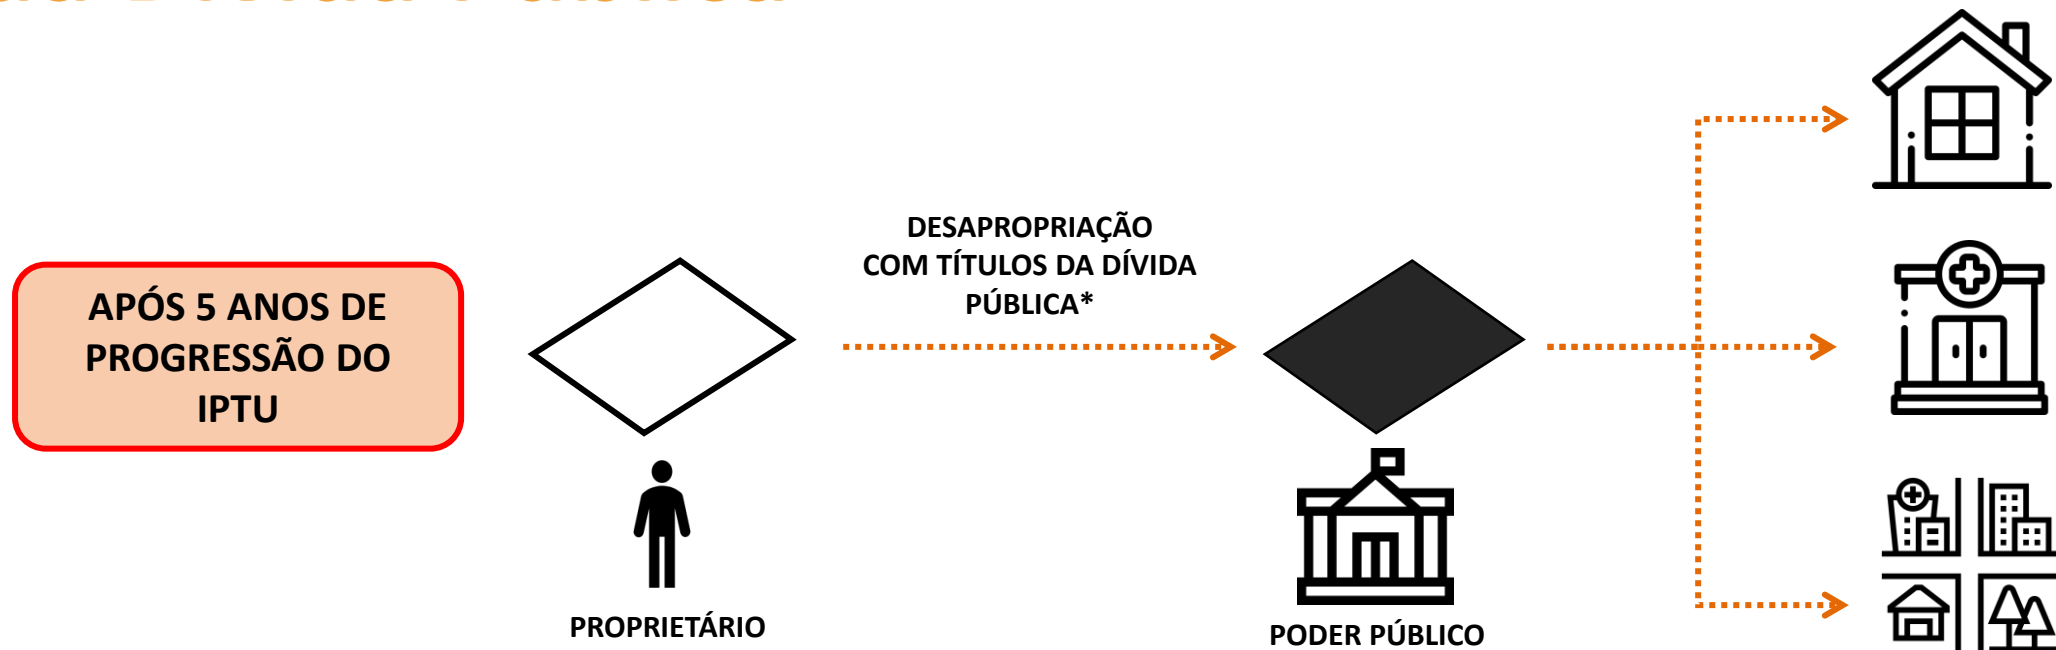 APÓS 5 ANOS DE
PROGRESSÃO DO
IPTU
DESAPROPRIAÇÃO
COM TÍTULOS DA DÍVIDA
PÚBLICA*
PROPRIETÁRIO
PODER PÚBLICO